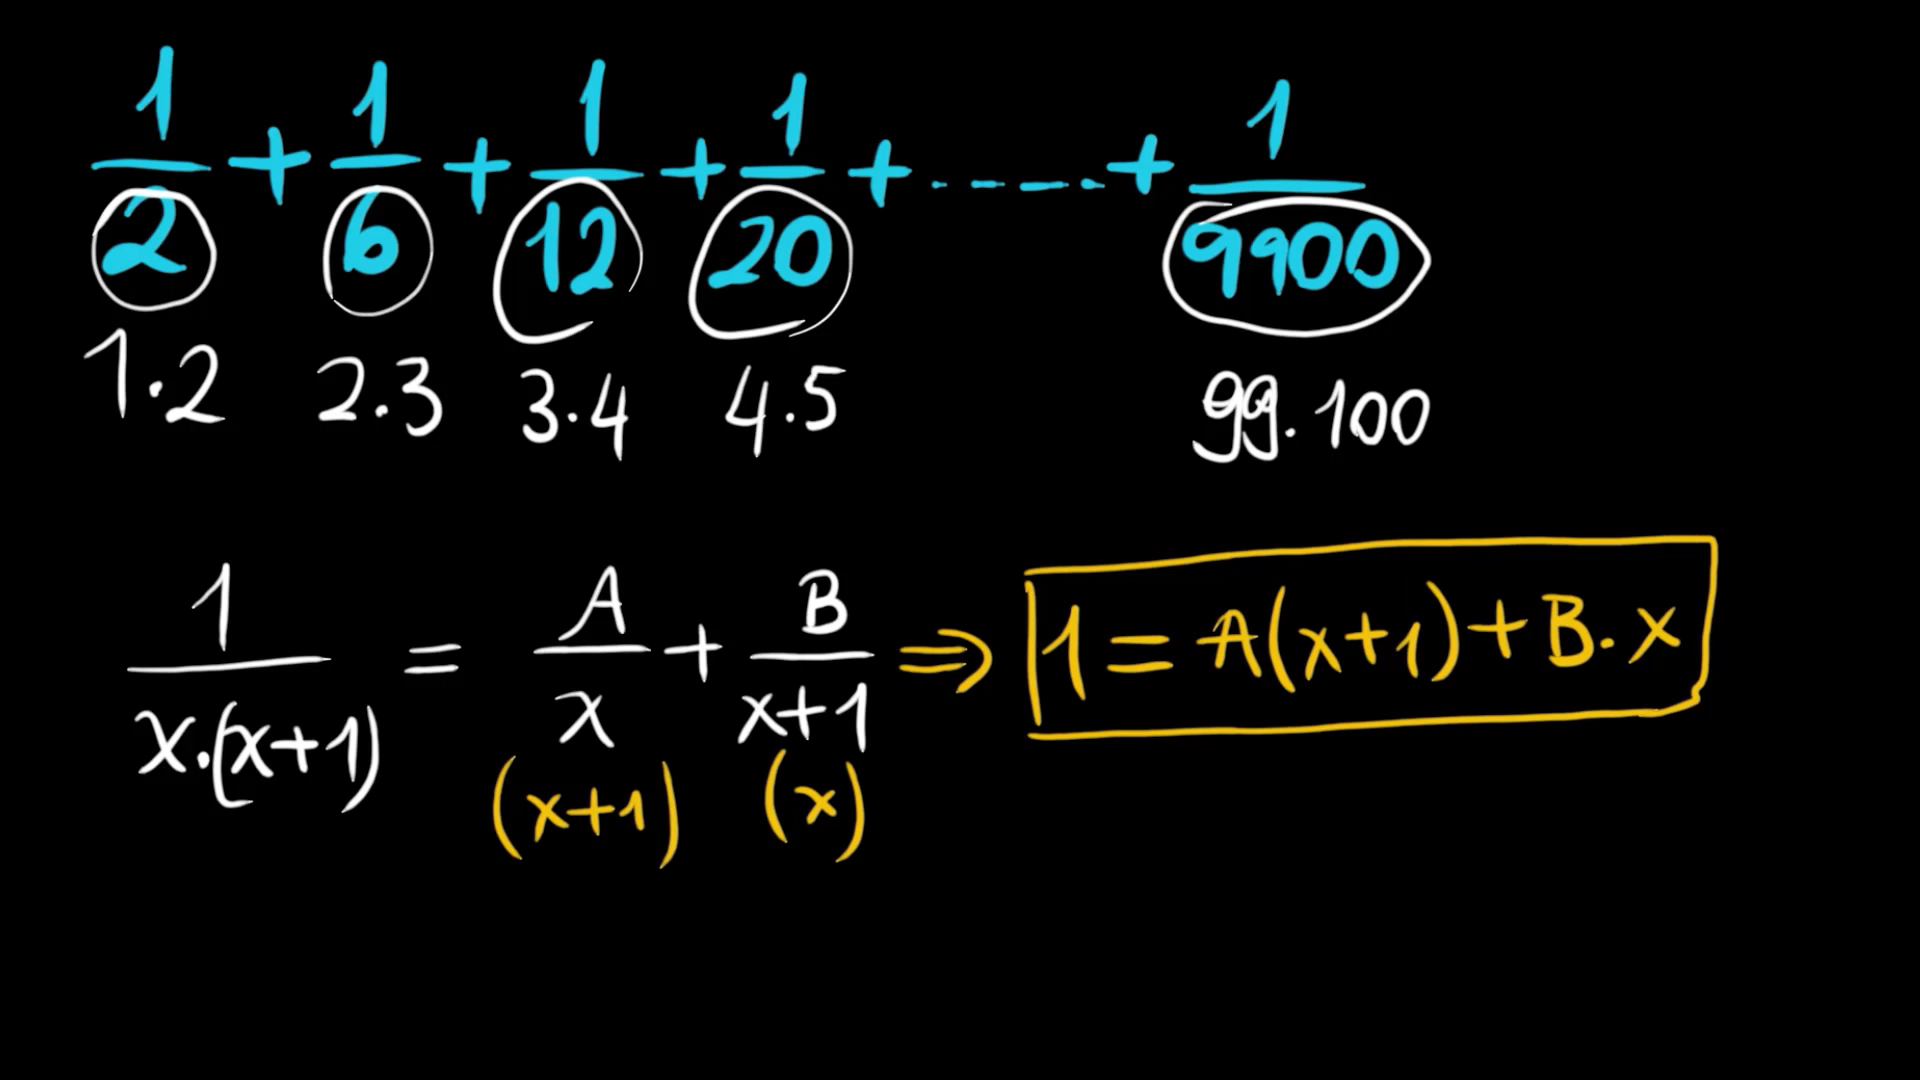 1/2 + 1/6 + 1/12 + 1/20 + ------ + 1/9900
1.2 2.3 3.4 4.5 99.100
1/x.(x+1) = A/x + B/x+1 ⇒ 1 = A(x+1) + B.x
(x+1) (x)